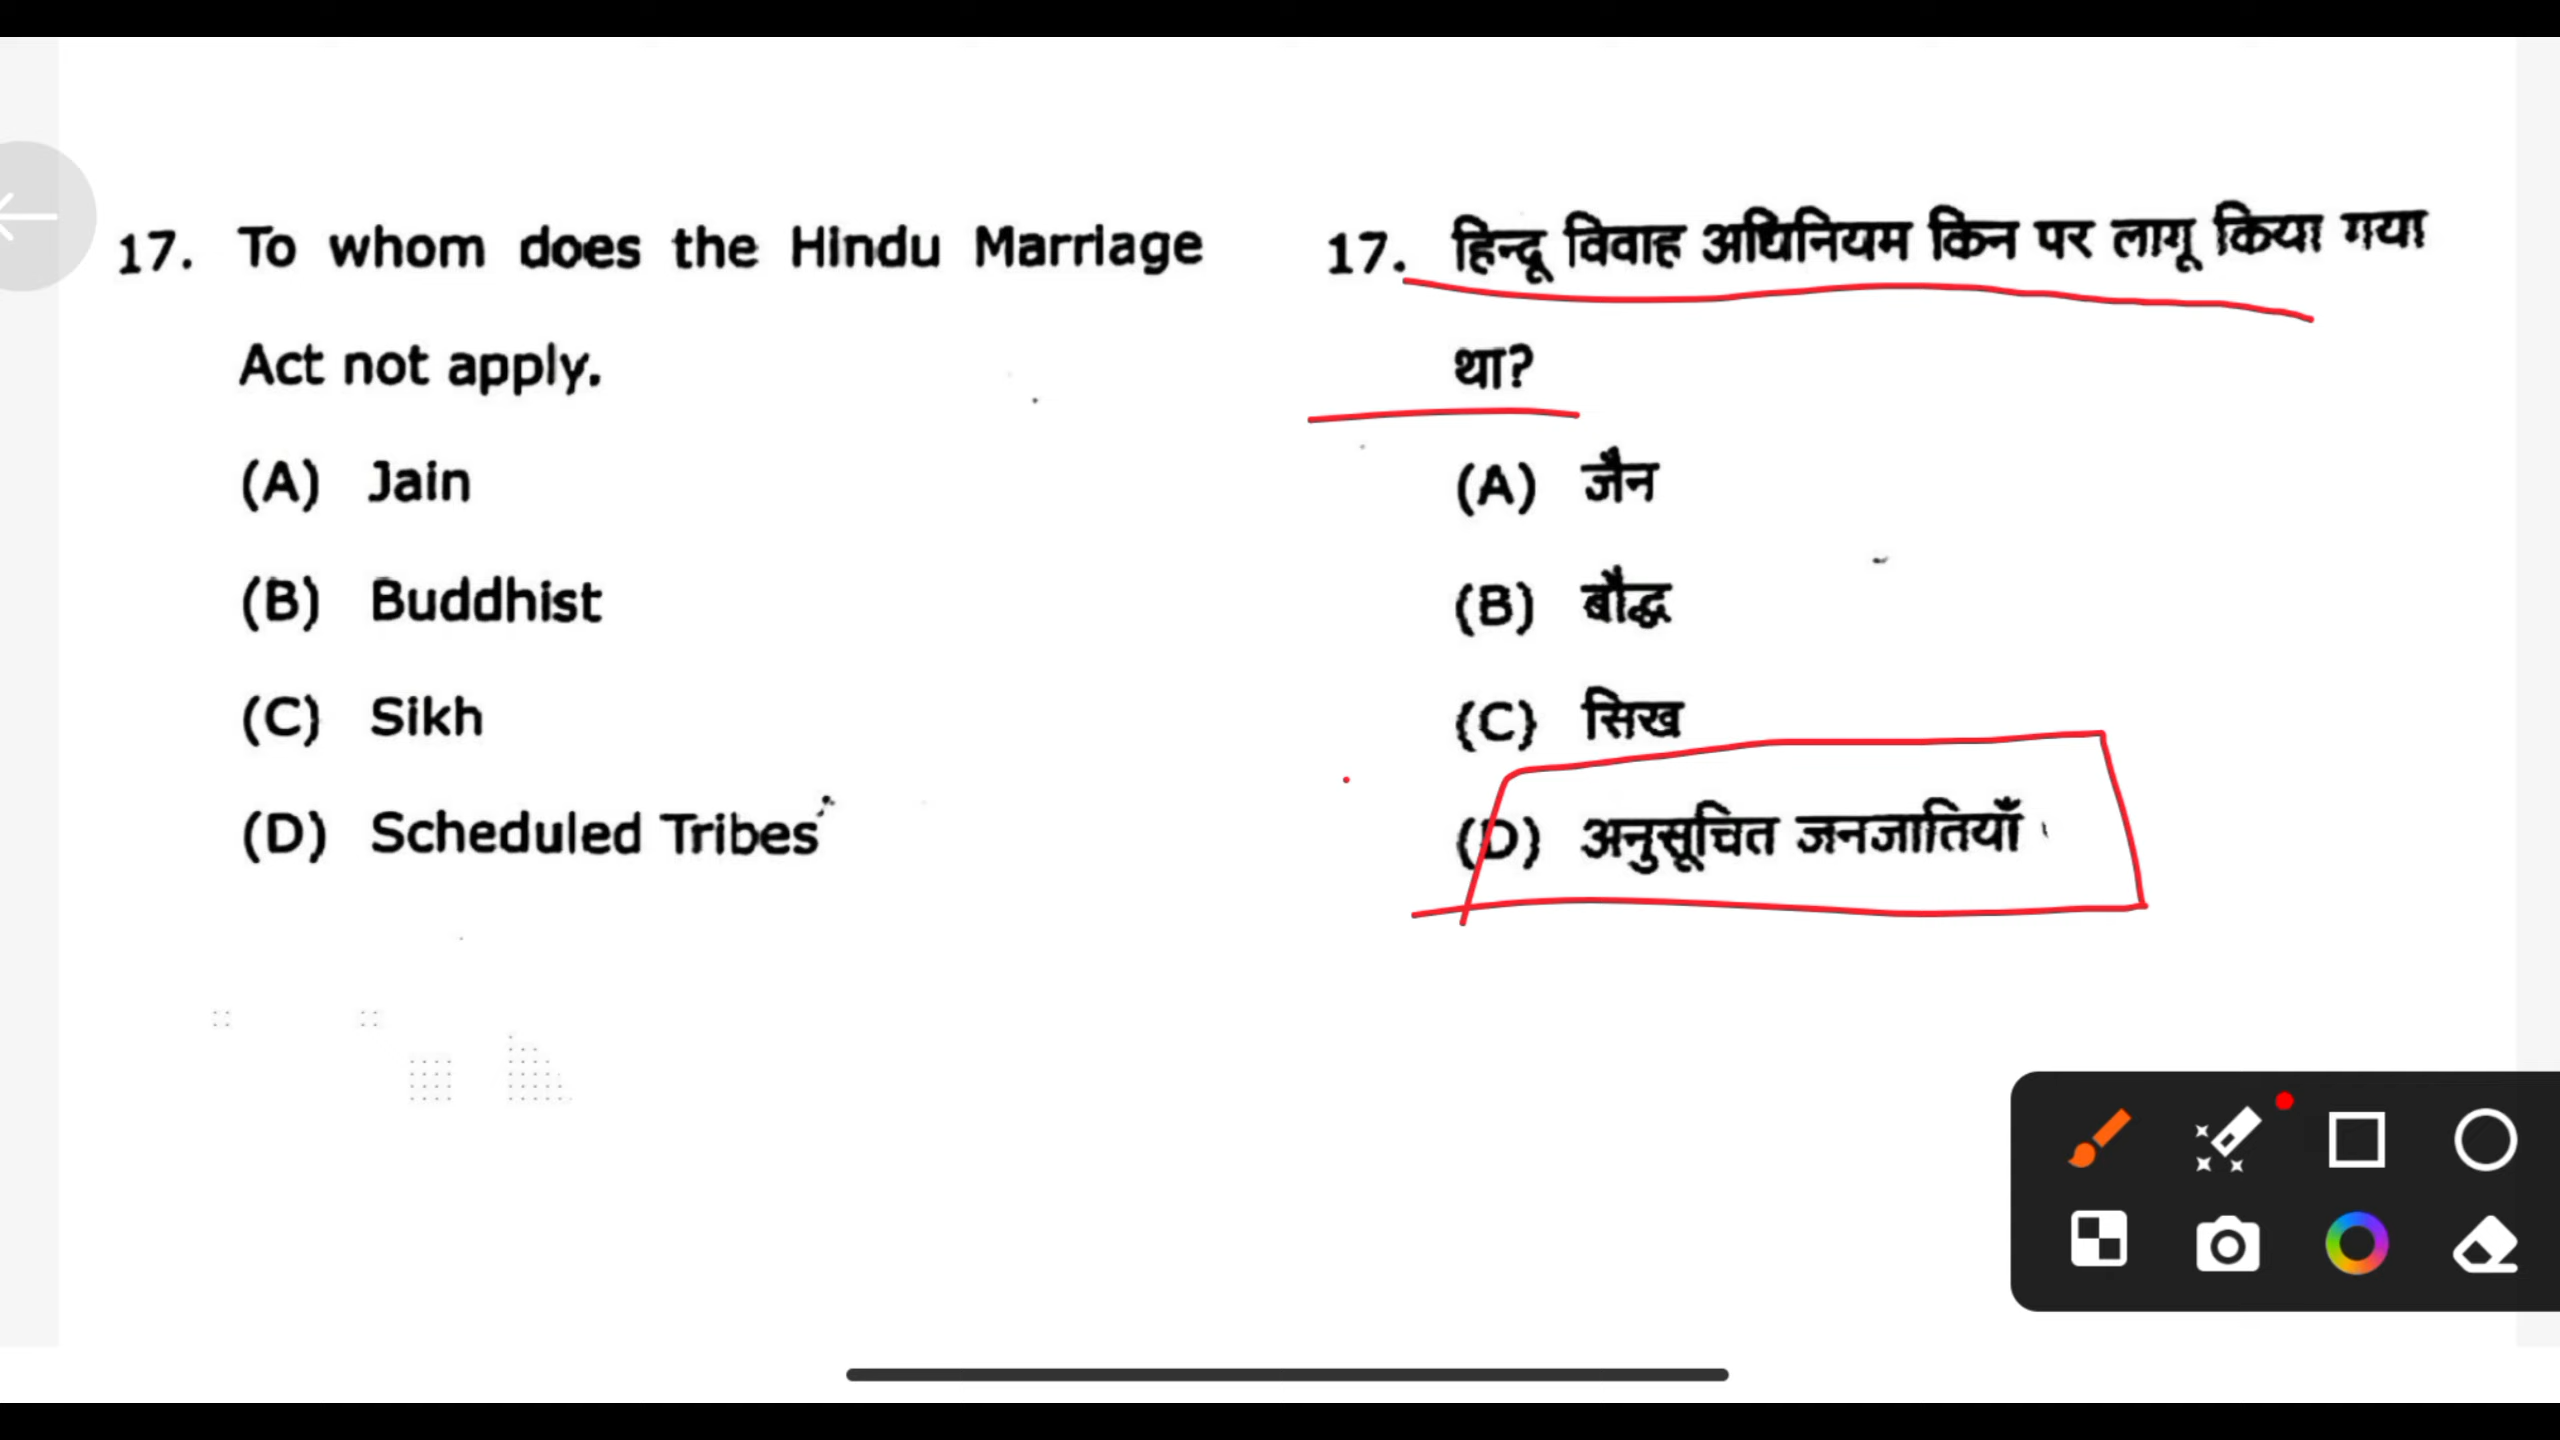 17. To whom does the Hindu Marriage
Act not apply.
(A) Jain
(B) Buddhist
(C) Sikh
(D) Scheduled Tribes
17. हिन्दू विवाह अधिनियम किन पर लागू किया गया
था?
(A) जैन
(B) बौद्ध
(C) सिख
(D) अनुसूचित जनजातियाँ